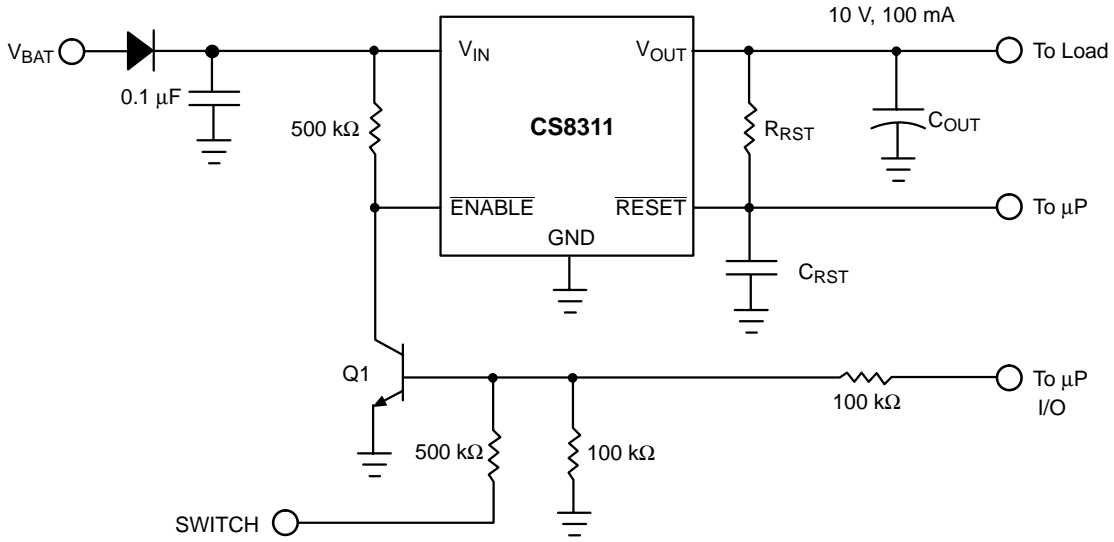 10 V, 100 mA
V_BAT
V_IN
V_OUT
To Load
0.1 μF
500 kΩ
CS8311
R_RST
C_OUT
ENABLE
RESET
To μP
GND
C_RST
Q1
To μP
I/O
100 kΩ
500 kΩ
100 kΩ
SWITCH